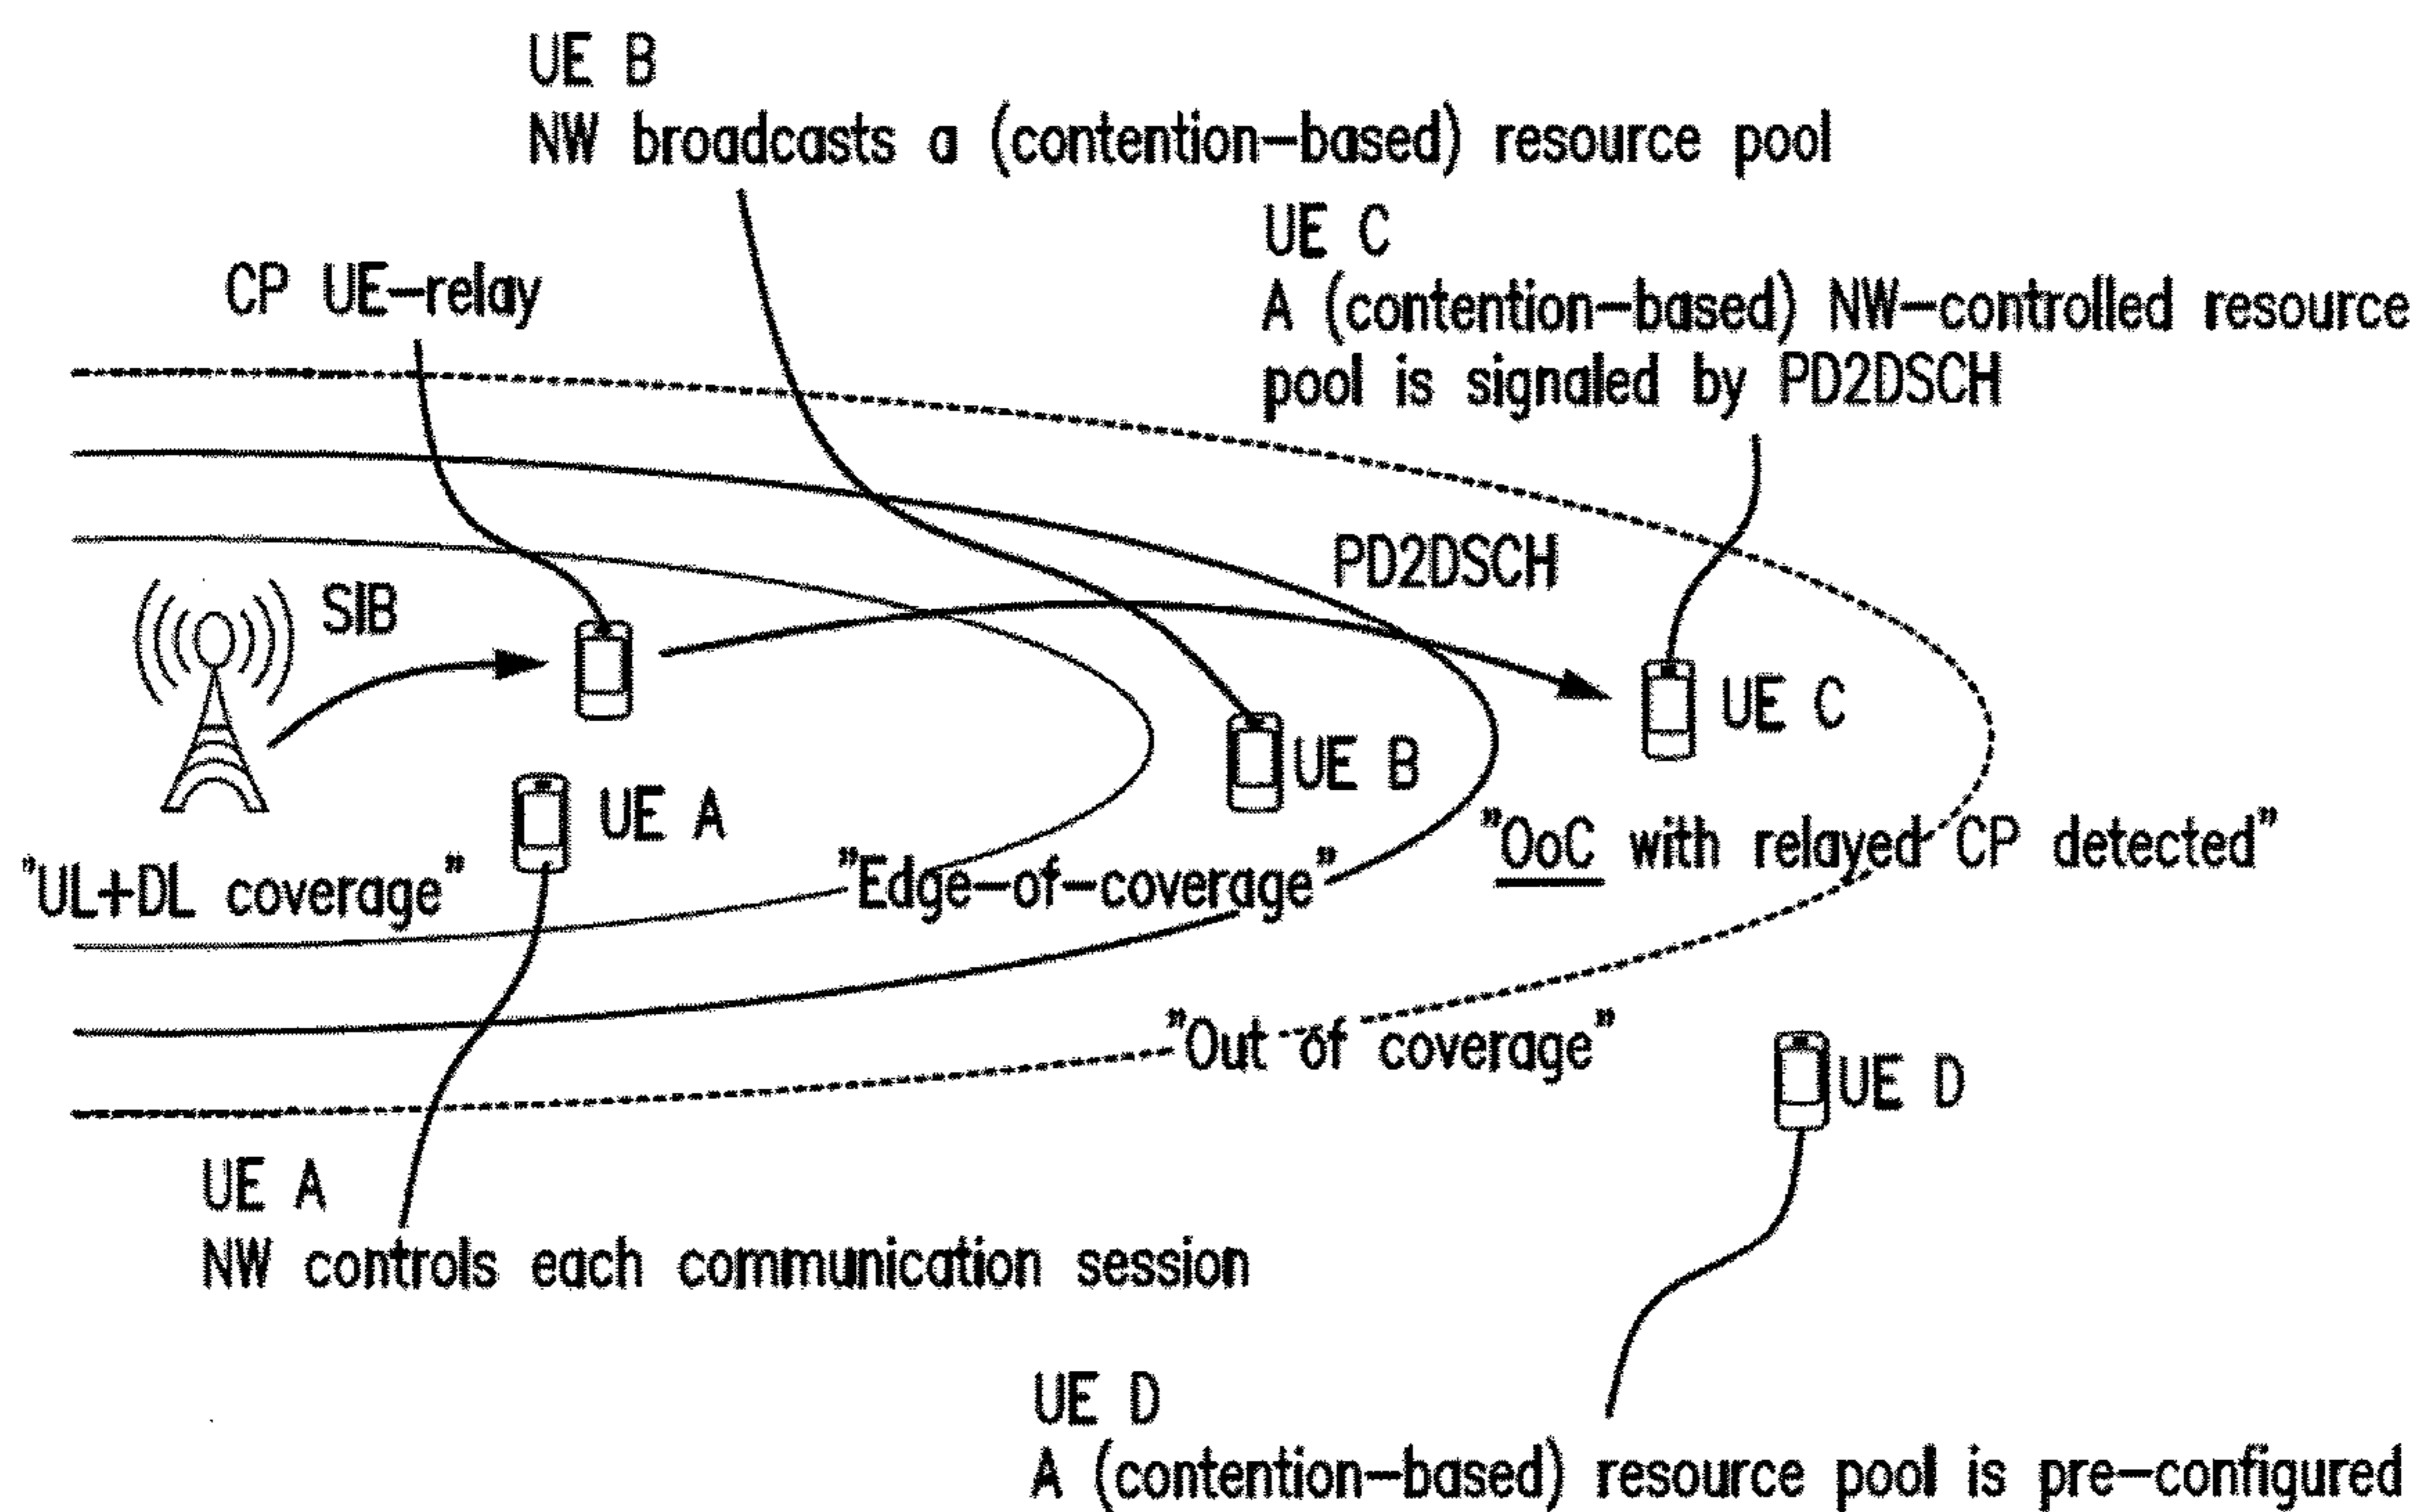 UE B
NW broadcasts a (contention-based) resource pool
UE C
A (contention-based) NW-controlled resource
pool is signaled by PD2DSCH
CP UE-relay
PD2DSCH
SIB
UE C
UE B
UE A
"OoC with relayed CP detected"
"UL+DL coverage"
"Edge-of-coverage"
"Out of coverage"
UE D
UE A
NW controls each communication session
UE D
A (contention-based) resource pool is pre-configured